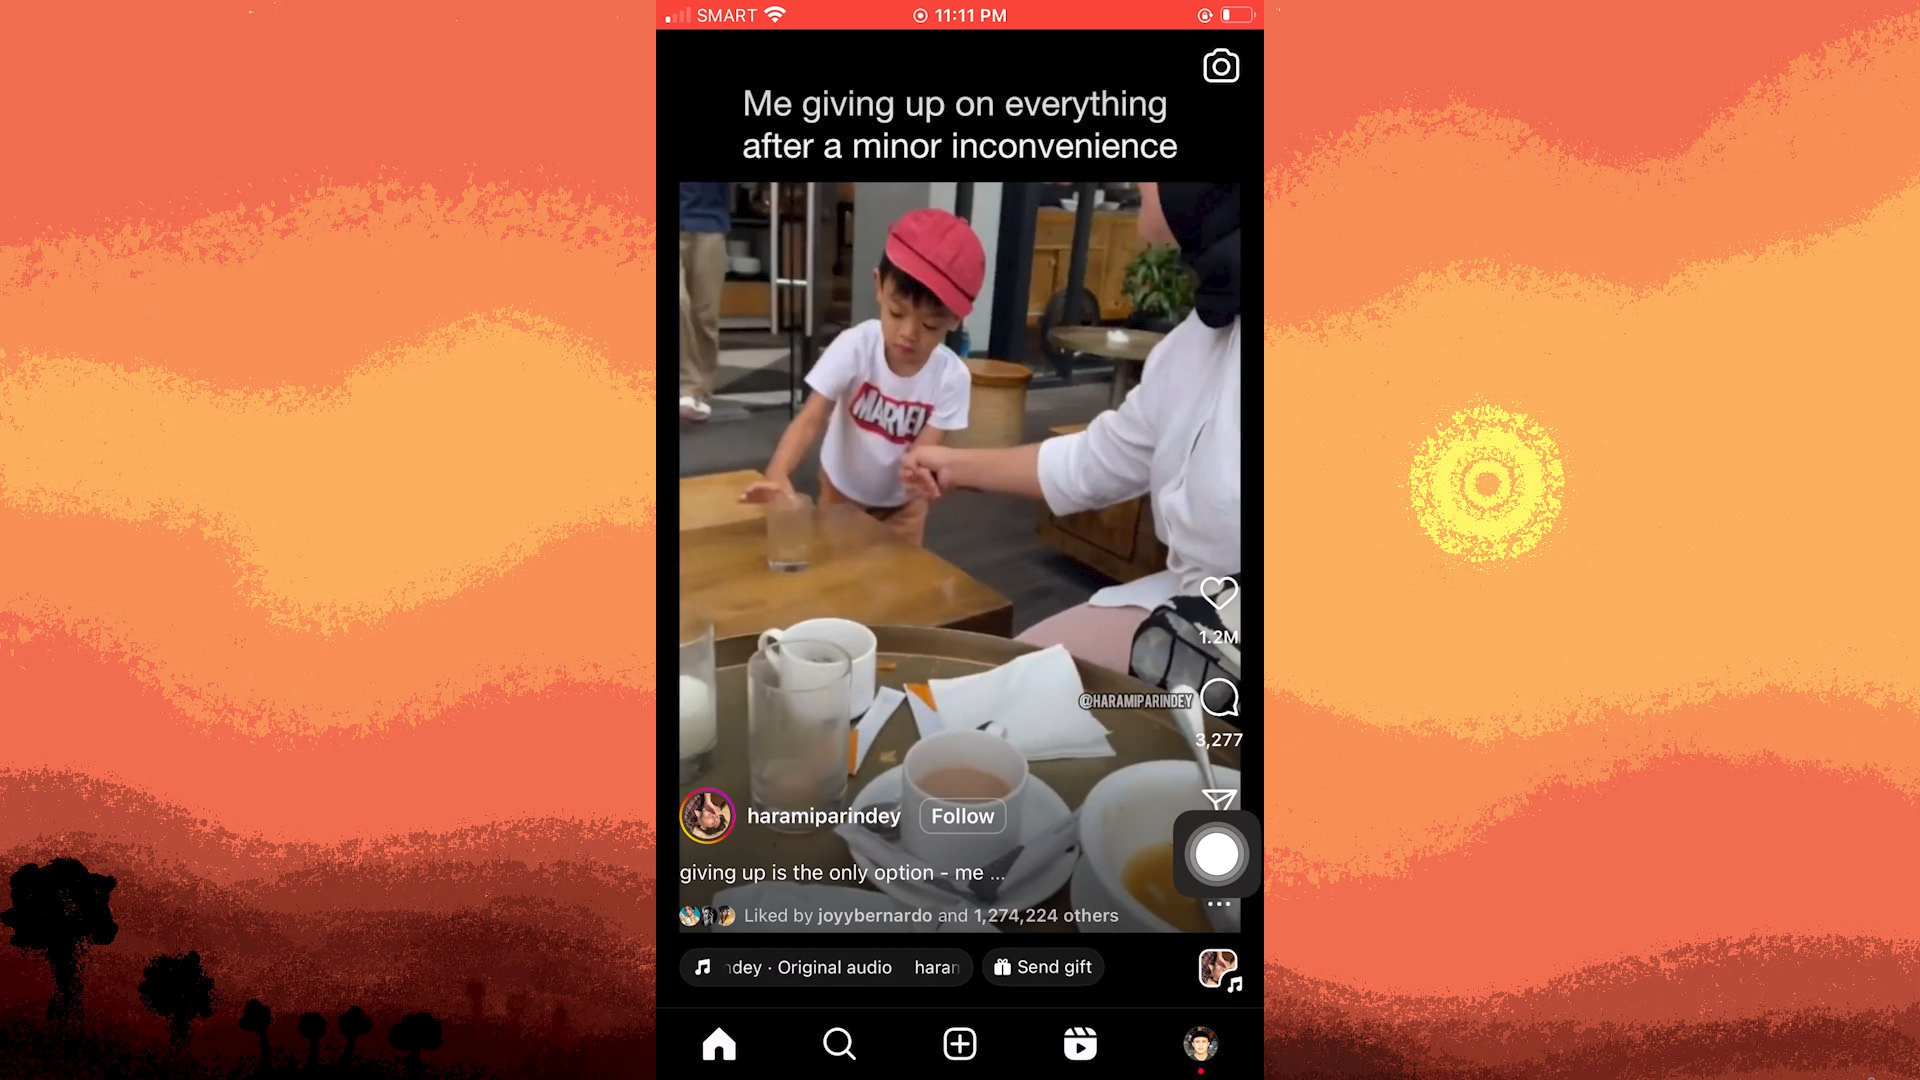 SMART
11:11 PM
Me giving up on everything
after a minor inconvenience
MARVEL
1.2M
@HARAMIPARINDEY
3,277
haramiparindey
Follow
giving up is the only option - me ...
Liked by joyybernardo and 1,274,224 others
ndey · Original audio haran
Send gift